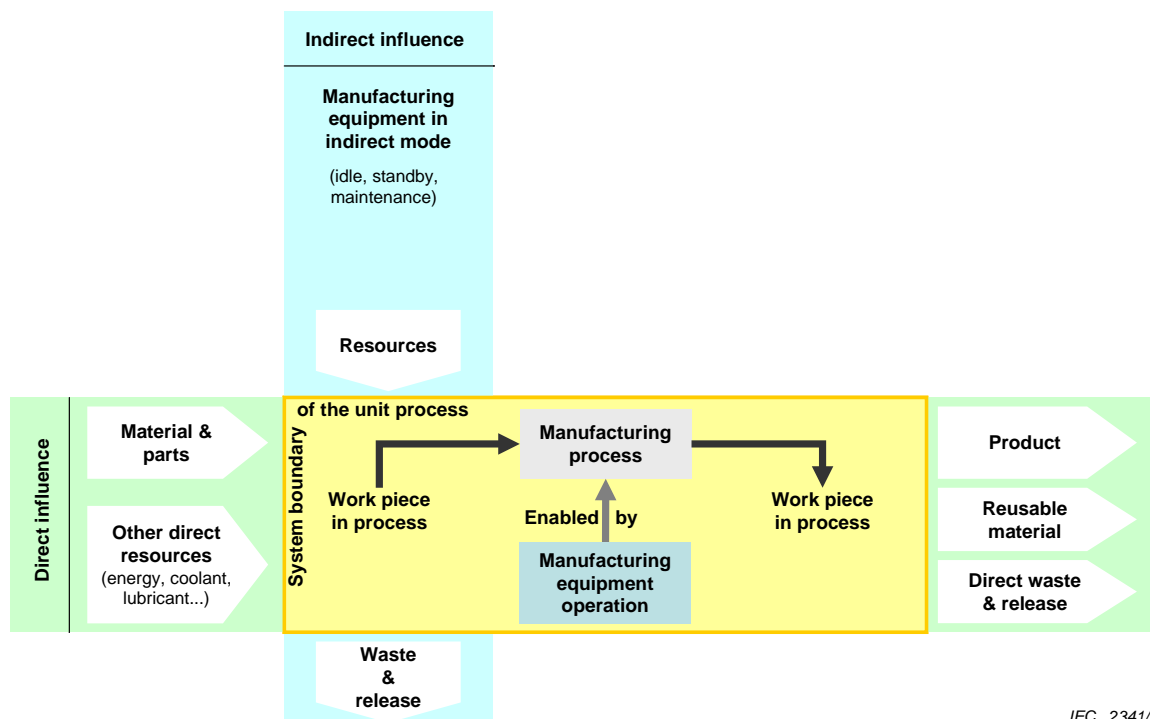 Indirect influence
Manufacturing
equipment in
indirect mode
(idle, standby,
maintenance)
Resources
Direct influence
Material &
parts
Other direct
resources
(energy, coolant,
lubricant...)
System boundary
of the unit process
Work piece
in process
Manufacturing
process
Enabled by
Manufacturing
equipment
operation
Work piece
in process
Product
Reusable
material
Direct waste
& release
Waste
&
release
IEC 2341/